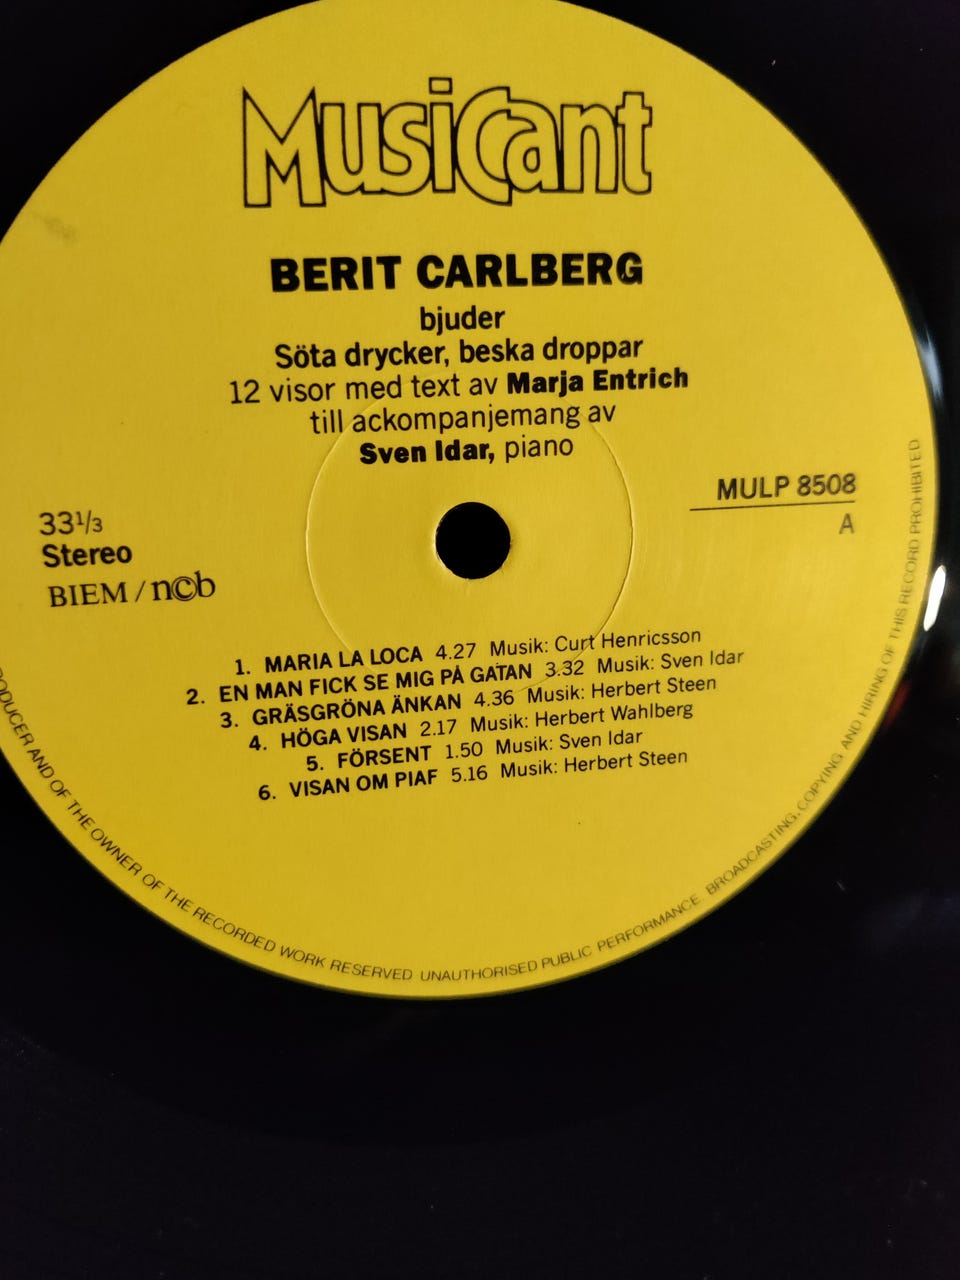 MusiCant
BERIT CARLBERG
bjuder
Söta drycker, beska droppar
12 visor med text av Marja Entrich
till ackompanjemang av
Sven Idar, piano
33 1/3
Stereo
BIEM / n©b
MULP 8508
A
1. MARIA LA LOCA 4.27 Musik: Curt Henricsson
2. EN MAN FICK SE MIG PÅ GATAN 3.32 Musik: Sven Idar
3. GRÄSGRÖNA ÄNKAN 4.36 Musik: Herbert Steen
4. HÖGA VISAN 2.17 Musik: Herbert Wahlberg
5. FÖRSENT 1.50 Musik: Sven Idar
6. VISAN OM PIAF 5.16 Musik: Herbert Steen
AND OF THE OWNER OF THE RECORDED WORK RESERVED UNAUTHORISED PUBLIC PERFORMANCE BROADCASTING, COPYING AND HIRING OF THIS RECORD PROHIBITED